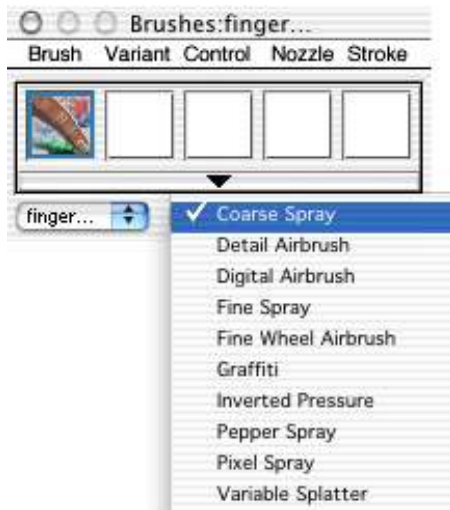 Brushes:finger...
Brush Variant Control Nozzle Stroke
finger...
✓ Coarse Spray
Detail Airbrush
Digital Airbrush
Fine Spray
Fine Wheel Airbrush
Graffiti
Inverted Pressure
Pepper Spray
Pixel Spray
Variable Splatter